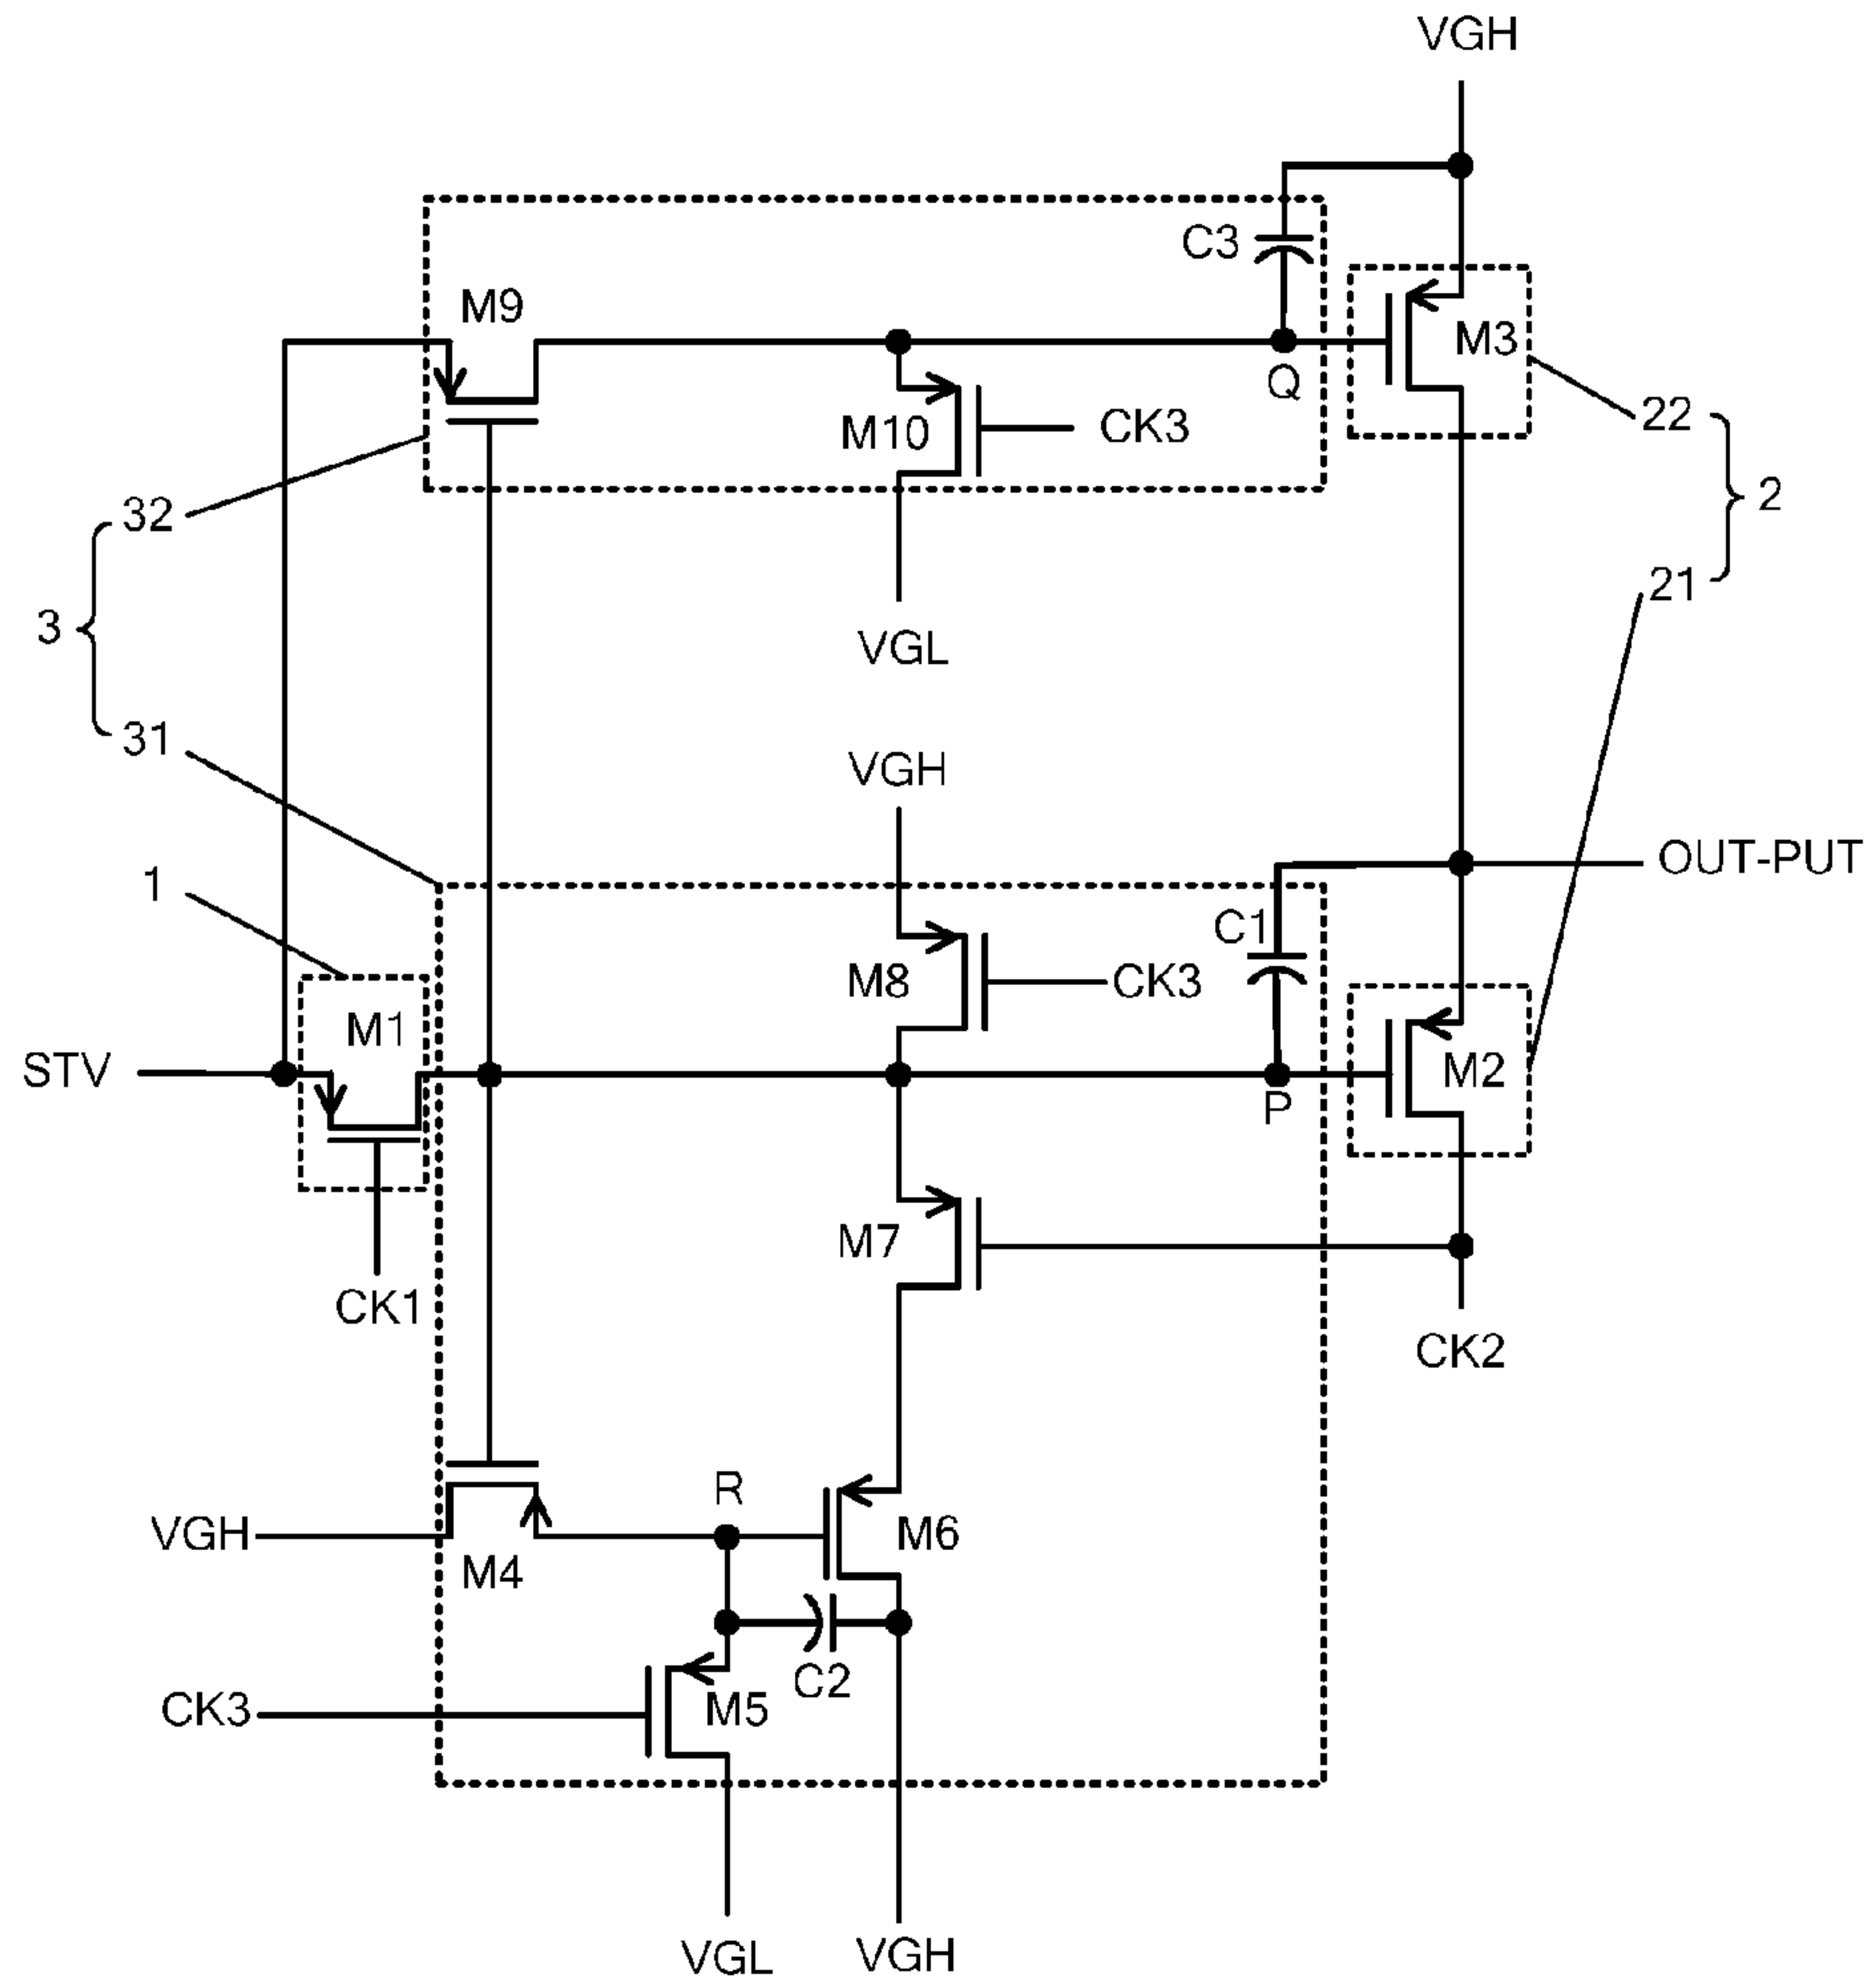 VGH
C3
M9
M3
Q
M10
CK3
22
32
2
21
3
VGL
31
VGH
OUT-PUT
1
C1
M8
CK3
M1
STV
M2
P
M7
CK1
CK2
R
VGH
M6
M4
C2
CK3
M5
VGL
VGH